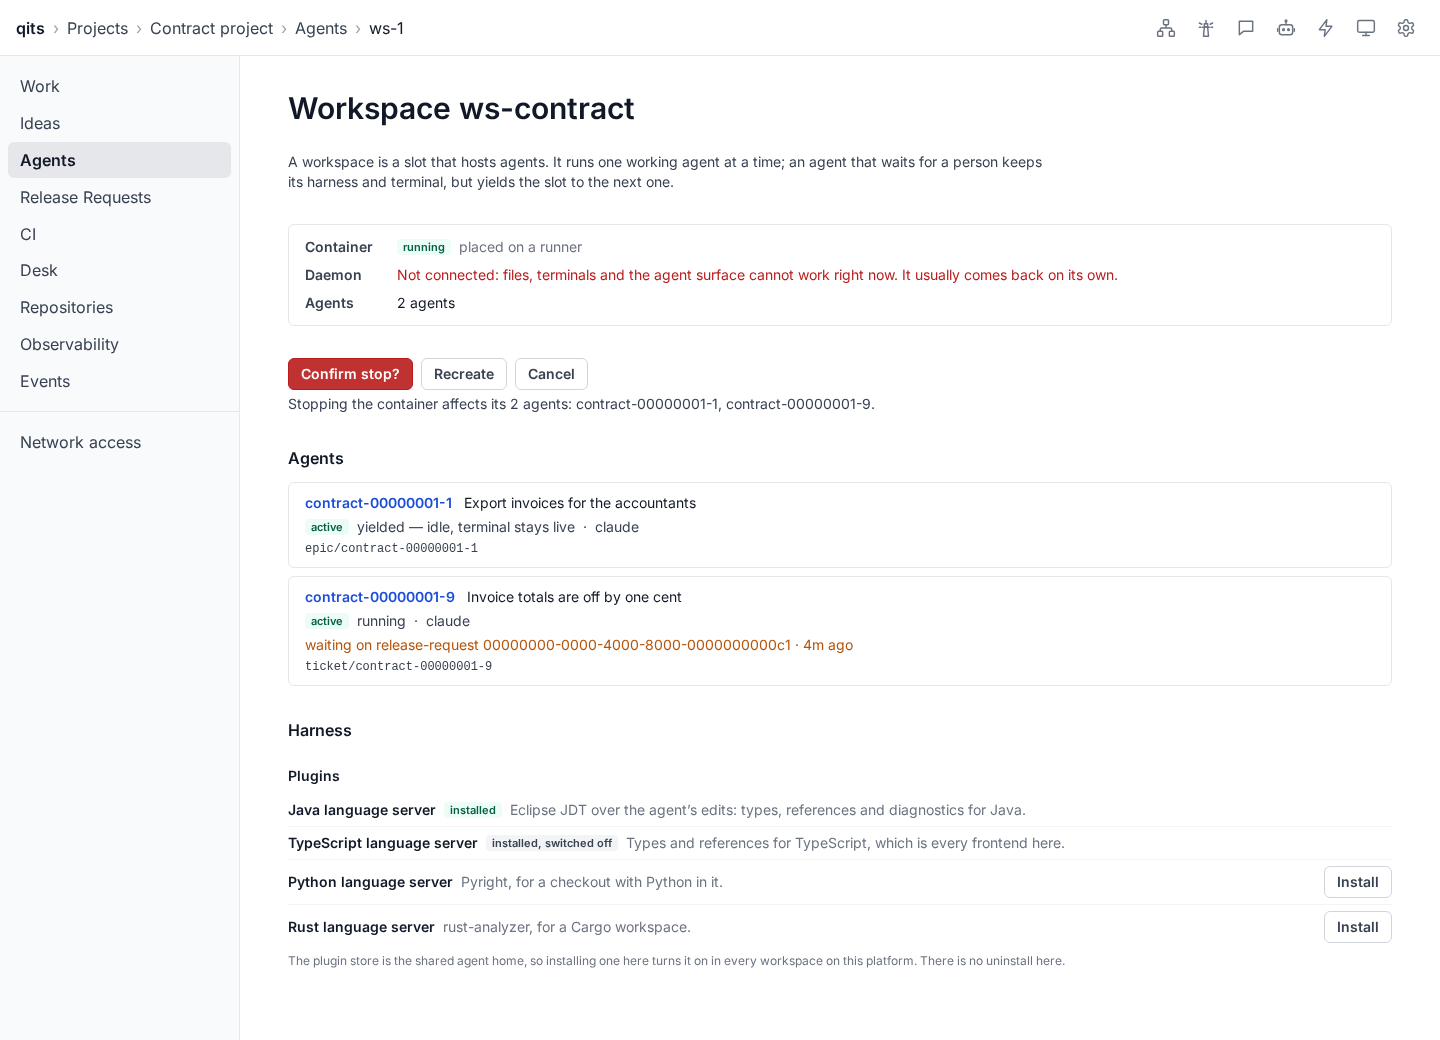 qits › Projects › Contract project › Agents › ws-1
Work
Ideas
Agents
Release Requests
CI
Desk
Repositories
Observability
Events
Network access
Workspace ws-contract
A workspace is a slot that hosts agents. It runs one working agent at a time; an agent that waits for a person keeps
its harness and terminal, but yields the slot to the next one.
Container running placed on a runner
Daemon Not connected: files, terminals and the agent surface cannot work right now. It usually comes back on its own.
Agents 2 agents
Confirm stop? Recreate Cancel
Stopping the container affects its 2 agents: contract-00000001-1, contract-00000001-9.
Agents
contract-00000001-1 Export invoices for the accountants
active yielded — idle, terminal stays live · claude
epic/contract-00000001-1
contract-00000001-9 Invoice totals are off by one cent
active running · claude
waiting on release-request 00000000-0000-4000-8000-0000000000c1 · 4m ago
ticket/contract-00000001-9
Harness
Plugins
Java language server installed Eclipse JDT over the agent’s edits: types, references and diagnostics for Java.
TypeScript language server installed, switched off Types and references for TypeScript, which is every frontend here.
Python language server Pyright, for a checkout with Python in it. Install
Rust language server rust-analyzer, for a Cargo workspace. Install
The plugin store is the shared agent home, so installing one here turns it on in every workspace on this platform. There is no uninstall here.